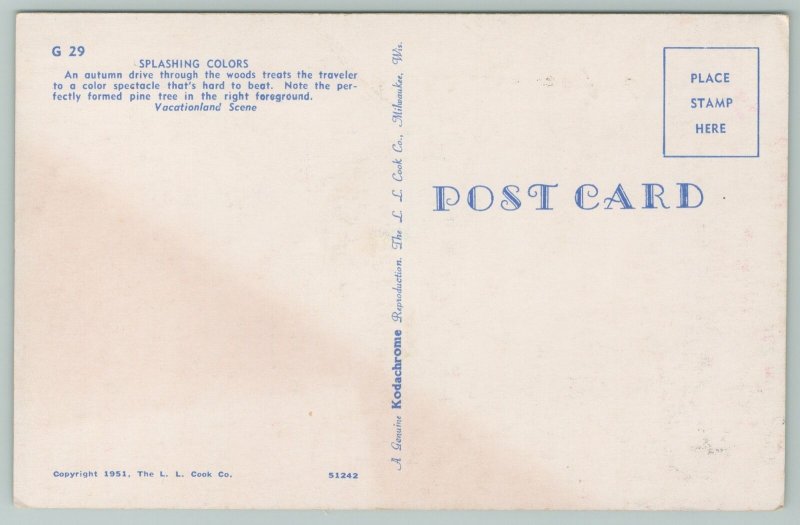 G 29
SPLASHING COLORS
An autumn drive through the woods treats the traveler
to a color spectacle that's hard to beat. Note the per-
fectly formed pine tree in the right foreground.
Vacationland Scene
Copyright 1951, The L. L. Cook Co.
51242
A Genuine Kodachrome Reproduction. The L. L. Cook Co., Milwaukee, Wis.
PLACE
STAMP
HERE
POST CARD